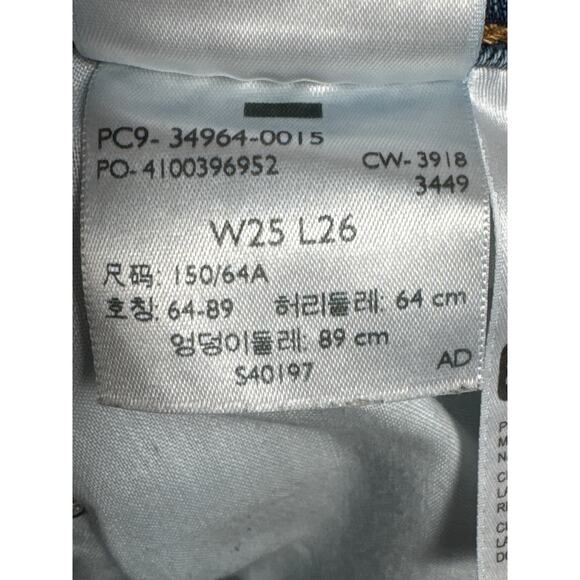 PC9- 34964-0015
PO- 4100396952 CW- 3918
3449
W25 L26
尺码: 150/64A
호칭: 64-89 허리둘레: 64 cm
엉덩이둘레: 89 cm
S40197 AD